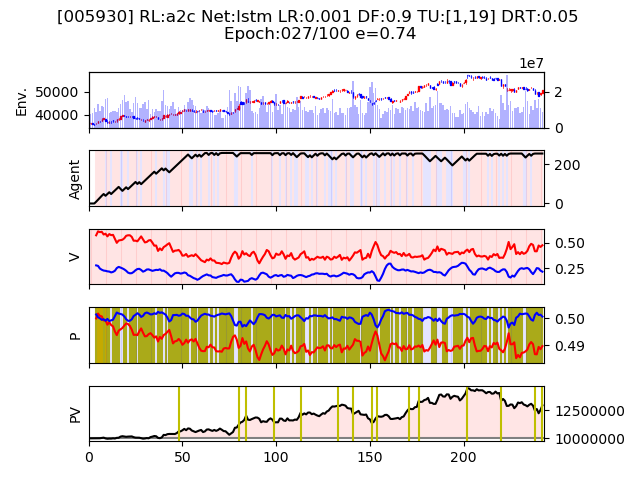 [005930] RL:a2c Net:lstm LR:0.001 DF:0.9 TU:[1,19] DRT:0.05
Epoch:027/100 e=0.74
1e7
Env.
50000
40000
2
0
Agent
200
0
V
0.50
0.25
P
0.50
0.49
PV
12500000
10000000
0 50 100 150 200